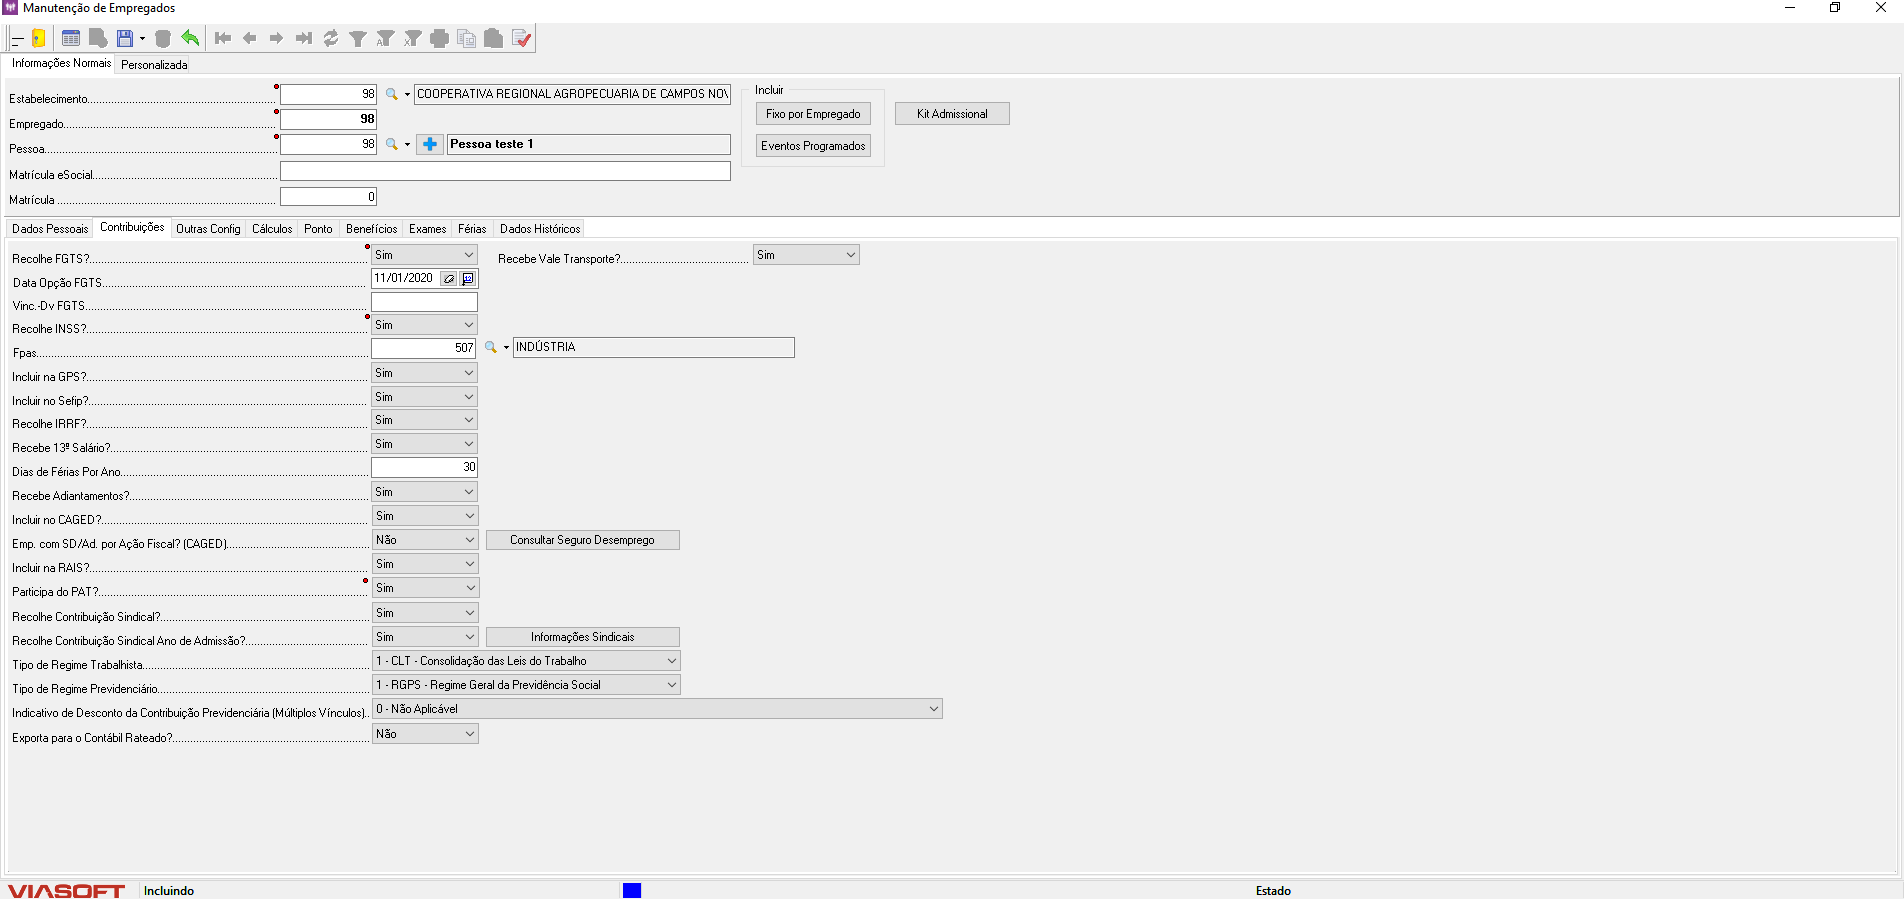 Manutenção de Empregados
Informações Normais Personalizada
Estabelecimento 98 COOPERATIVA REGIONAL AGROPECUARIA DE CAMPOS NOV
Incluir
Empregado 98
Fixo por Empregado Kit Admissional
Pessoa 98 Pessoa teste 1
Eventos Programados
Matrícula eSocial
Matrícula 0
Dados Pessoais Contribuições Outras Config Cálculos Ponto Benefícios Exames Férias Dados Históricos
Recolhe FGTS? Sim Recebe Vale Transporte? Sim
Data Opção FGTS 11/01/2020
Vinc.-Dv FGTS
Recolhe INSS? Sim
Fpas 507 INDÚSTRIA
Incluir na GPS? Sim
Incluir no Sefip? Sim
Recolhe IRRF? Sim
Recebe 13º Salário? Sim
Dias de Férias Por Ano 30
Recebe Adiantamentos? Sim
Incluir no CAGED? Sim
Emp. com SD/Ad. por Ação Fiscal? (CAGED) Não Consultar Seguro Desemprego
Incluir na RAIS? Sim
Participa do PAT? Sim
Recolhe Contribuição Sindical? Sim
Recolhe Contribuição Sindical Ano de Admissão? Sim Informações Sindicais
Tipo de Regime Trabalhista 1 - CLT - Consolidação das Leis do Trabalho
Tipo de Regime Previdenciário 1 - RGPS - Regime Geral da Previdência Social
Indicativo de Desconto da Contribuição Previdenciária (Múltiplos Vínculos) 0 - Não Aplicável
Exporta para o Contábil Rateado? Não
VIASOFT Incluindo Estado